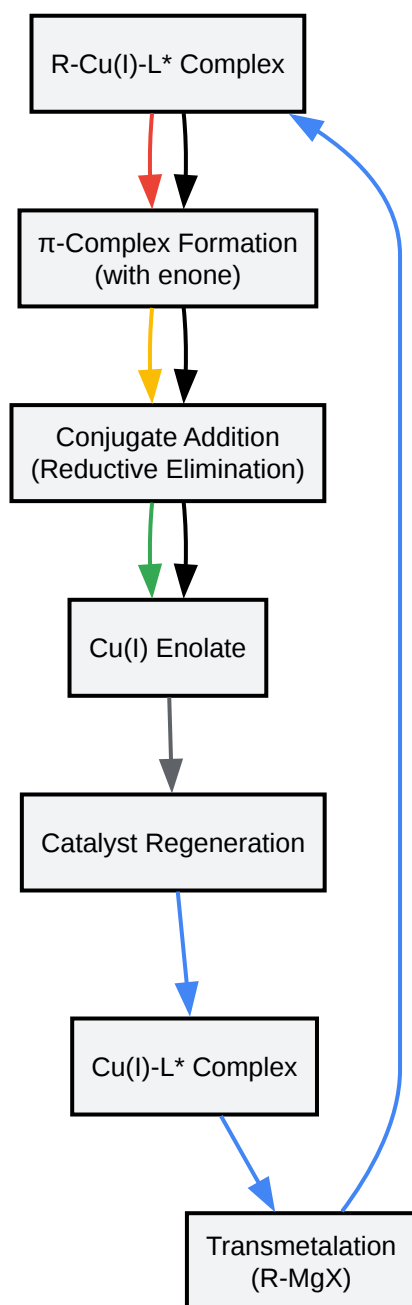 R-Cu(I)-L* Complex
π-Complex Formation
(with enone)
Conjugate Addition
(Reductive Elimination)
Cu(I) Enolate
Catalyst Regeneration
Cu(I)-L* Complex
Transmetalation
(R-MgX)